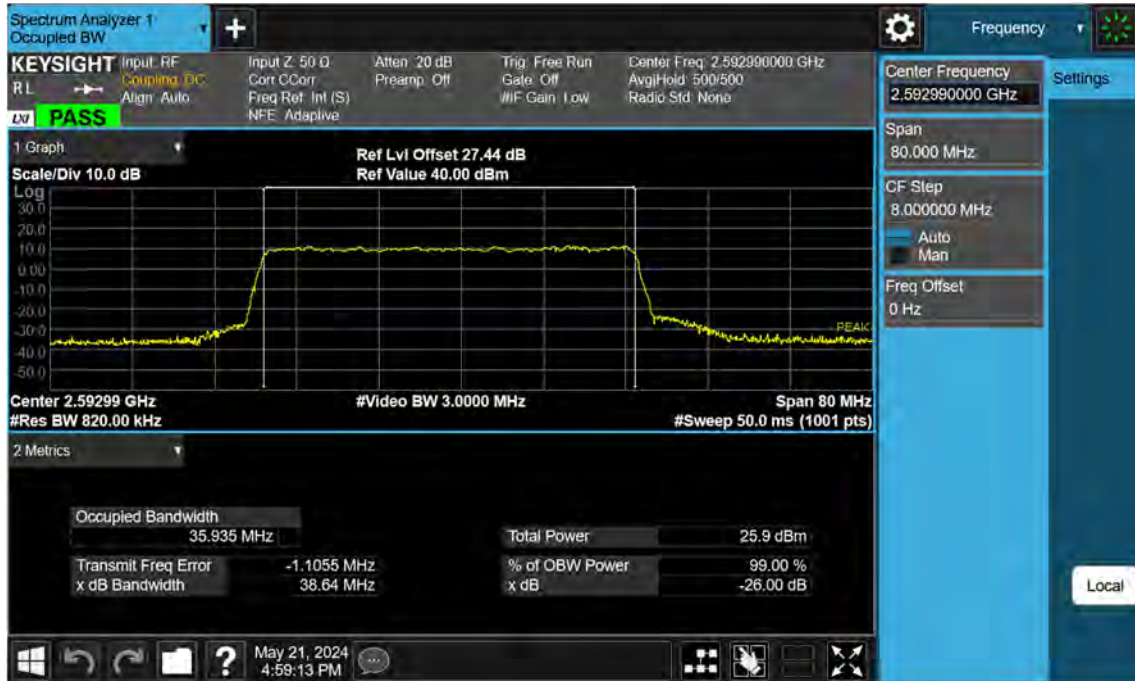 Spectrum Analyzer 1
Occupied BW
+
Frequency
KEYSIGHT
R L
LXI PASS
Input: RF
Coupling: DC
Align: Auto
Input Z: 50 Ω
Corr CCorr
Freq Ref: Int (S)
NFE: Adaptive
Atten: 20 dB
Preamp: Off
Trig: Free Run
Gate: Off
#IF Gain: Low
Center Freq: 2.592990000 GHz
Avg|Hold: 500/500
Radio Std: None
Center Frequency
2.592990000 GHz
Settings
Span
80.000 MHz
CF Step
8.000000 MHz
Auto
Man
Freq Offset
0 Hz
1 Graph
Scale/Div 10.0 dB
Ref Lvl Offset 27.44 dB
Ref Value 40.00 dBm
Log
30.0
20.0
10.0
0.00
-10.0
-20.0
-30.0
-40.0
-50.0
PEAK
Center 2.59299 GHz
#Video BW 3.0000 MHz
Span 80 MHz
#Res BW 820.00 kHz
#Sweep 50.0 ms (1001 pts)
2 Metrics
Occupied Bandwidth
35.935 MHz
Total Power 25.9 dBm
Transmit Freq Error -1.1055 MHz
% of OBW Power 99.00 %
x dB Bandwidth 38.64 MHz
x dB -26.00 dB
Local
?
May 21, 2024
4:59:13 PM